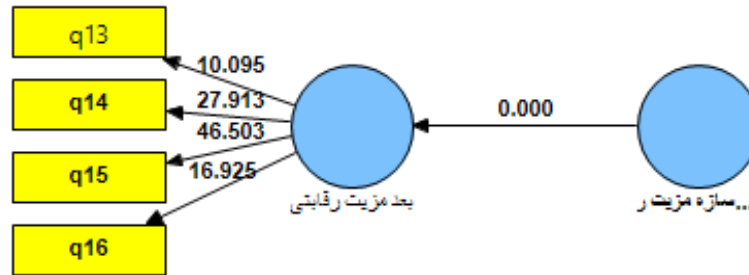 q13
10.095
q14
27.913
0.000
46.503
q15
16.925
بعد مزیت رقابتی
سازه مزیت ر...
q16